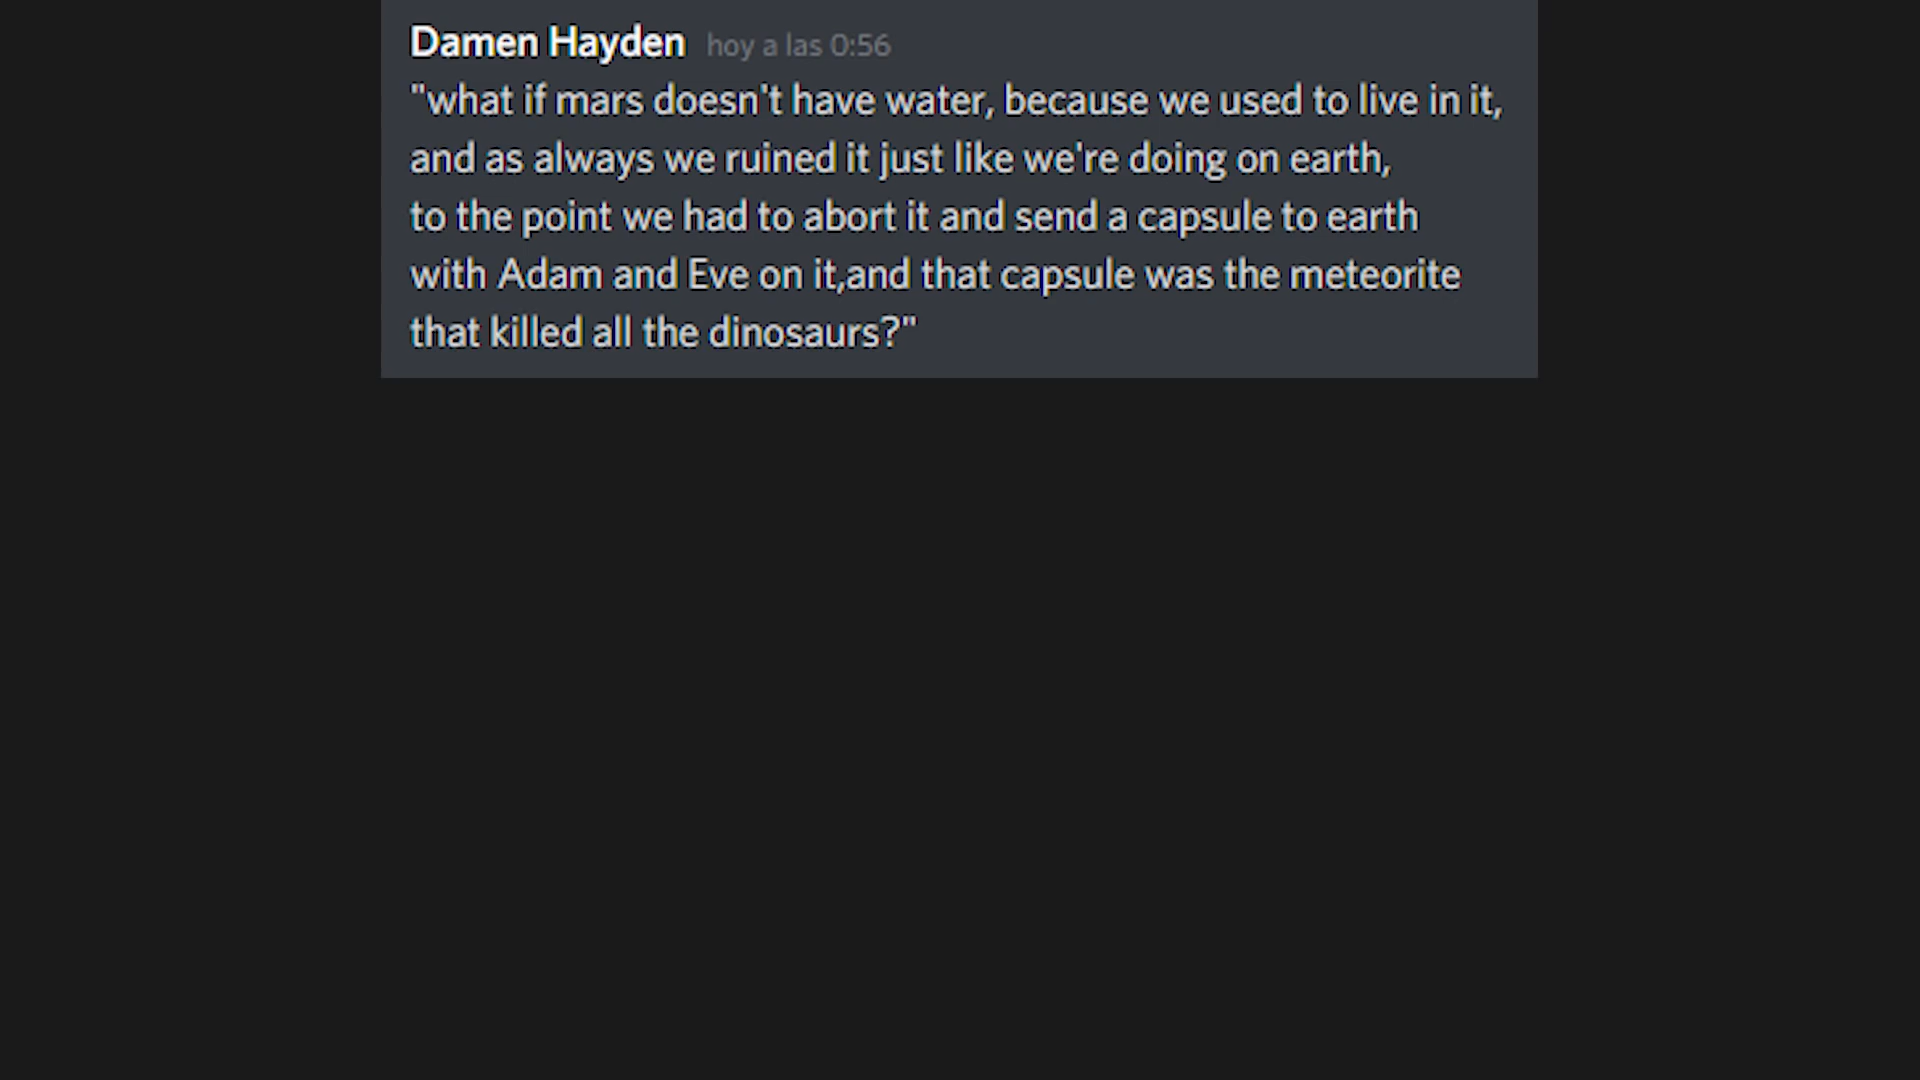 Damen Hayden hoy a las 0:56
"what if mars doesn't have water, because we used to live in it,
and as always we ruined it just like we're doing on earth,
to the point we had to abort it and send a capsule to earth
with Adam and Eve on it,and that capsule was the meteorite
that killed all the dinosaurs?"